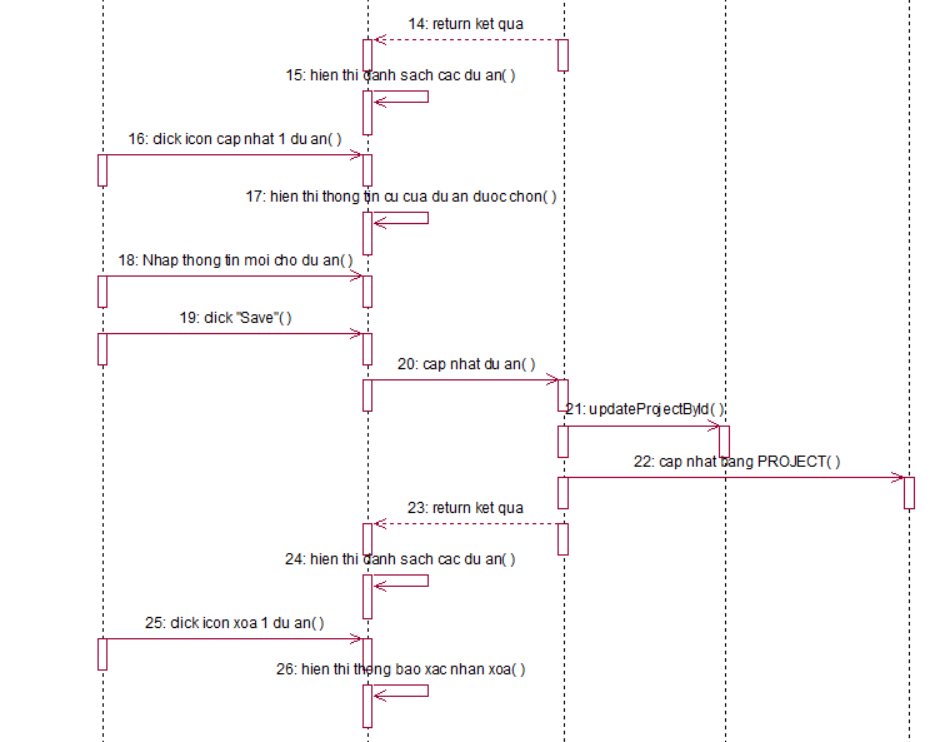 14: return ket qua
15: hien thi danh sach cac du an( )
16: click icon cap nhat 1 du an( )
17: hien thi thong tin cu cua du an duoc chon( )
18: Nhap thong tin moi cho du an( )
19: click "Save"( )
20: cap nhat du an( )
21: updateProjectById( )
22: cap nhat bang PROJECT( )
23: return ket qua
24: hien thi danh sach cac du an( )
25: click icon xoa 1 du an( )
26: hien thi thong bao xac nhan xoa( )